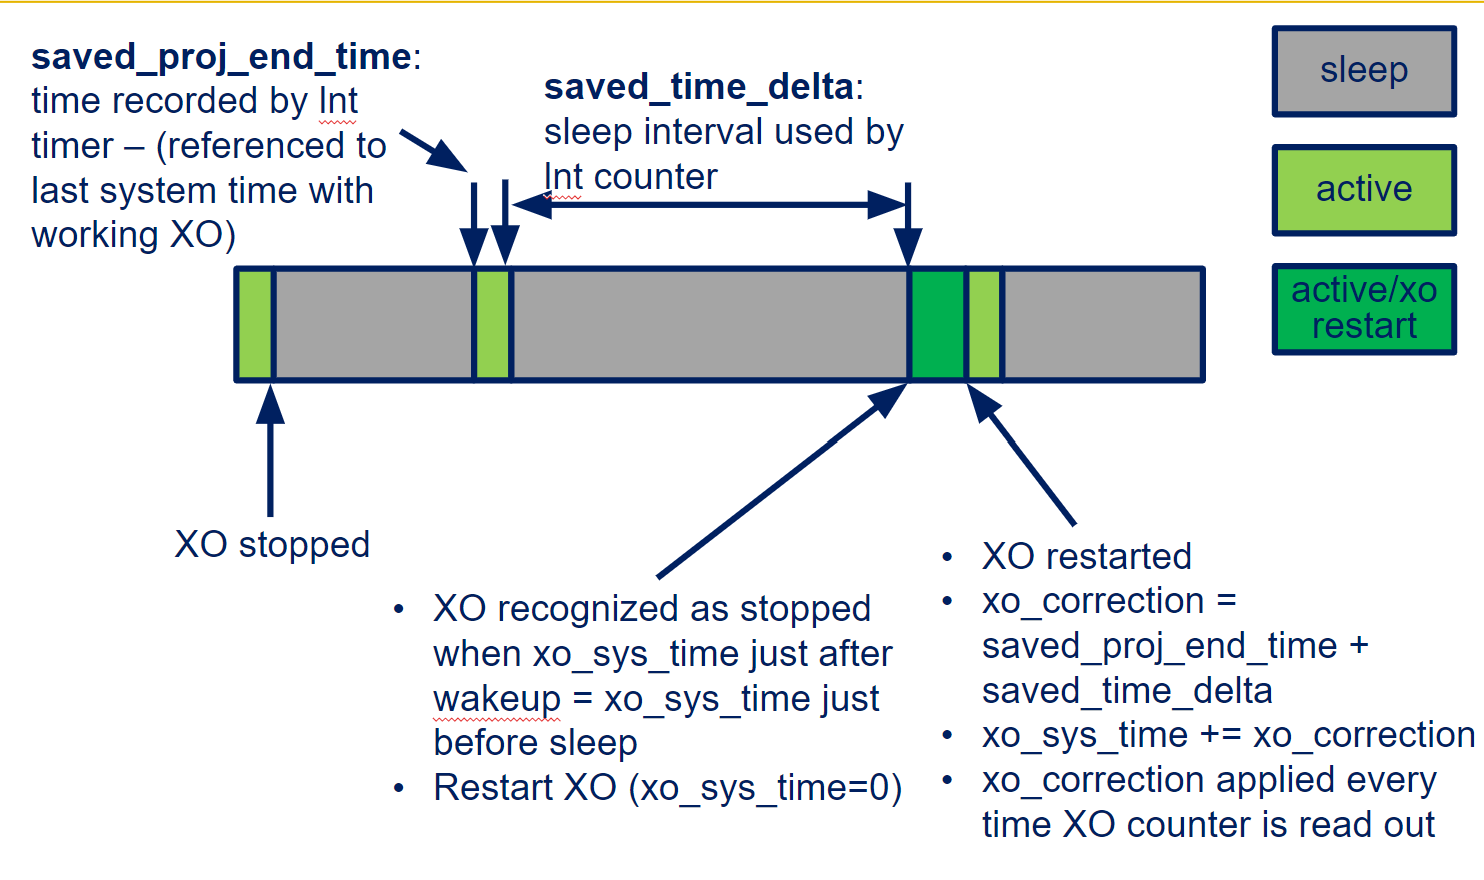 saved_proj_end_time:
time recorded by Int
timer – (referenced to
last system time with
working XO)
saved_time_delta:
sleep interval used by
Int counter
sleep
active
active/xo
restart
XO stopped
• XO recognized as stopped
when xo_sys_time just after
wakeup = xo_sys_time just
before sleep
• Restart XO (xo_sys_time=0)
• XO restarted
• xo_correction =
saved_proj_end_time +
saved_time_delta
• xo_sys_time += xo_correction
• xo_correction applied every
time XO counter is read out